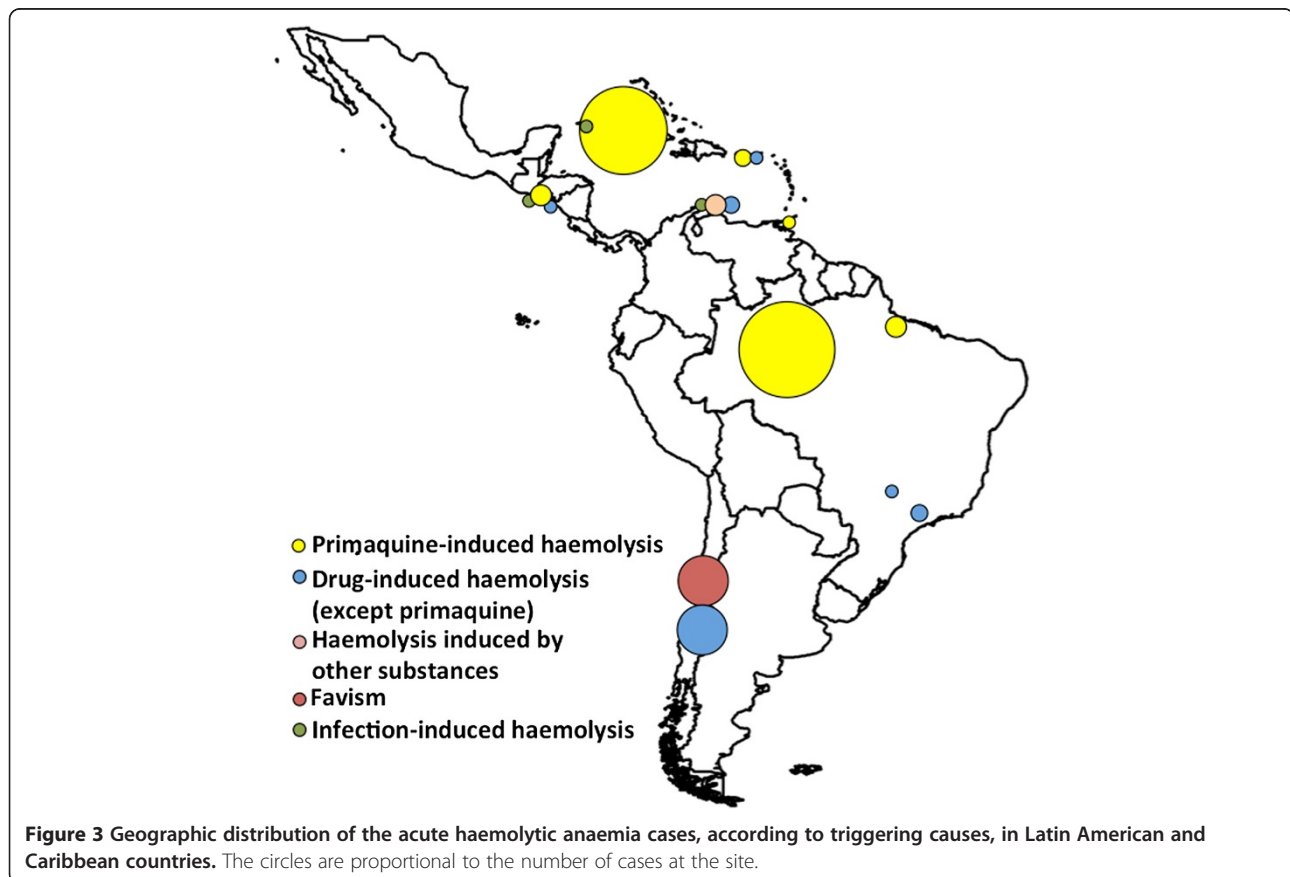 Primaquine-induced haemolysis
Drug-induced haemolysis
(except primaquine)
Haemolysis induced by
other substances
Favism
Infection-induced haemolysis
Figure 3 Geographic distribution of the acute haemolytic anaemia cases, according to triggering causes, in Latin American and
Caribbean countries. The circles are proportional to the number of cases at the site.